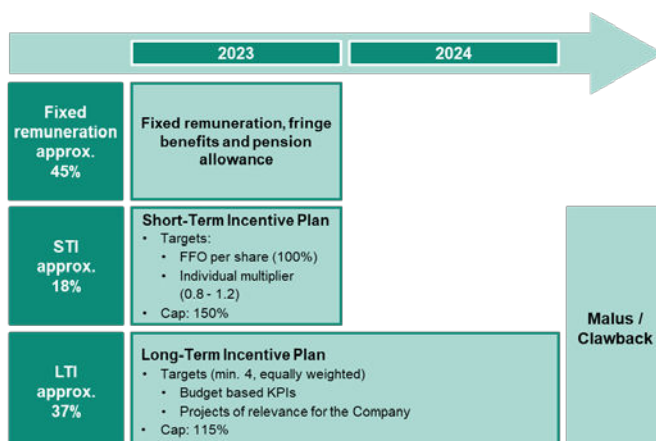 2023
2024
Fixed
remuneration
approx.
45%
Fixed remuneration, fringe
benefits and pension
allowance
STI
approx.
18%
Short-Term Incentive Plan
• Targets:
• FFO per share (100%)
• Individual multiplier
(0.8 - 1.2)
• Cap: 150%
LTI
approx.
37%
Long-Term Incentive Plan
• Targets (min. 4, equally weighted)
• Budget based KPIs
• Projects of relevance for the Company
• Cap: 115%
Malus /
Clawback